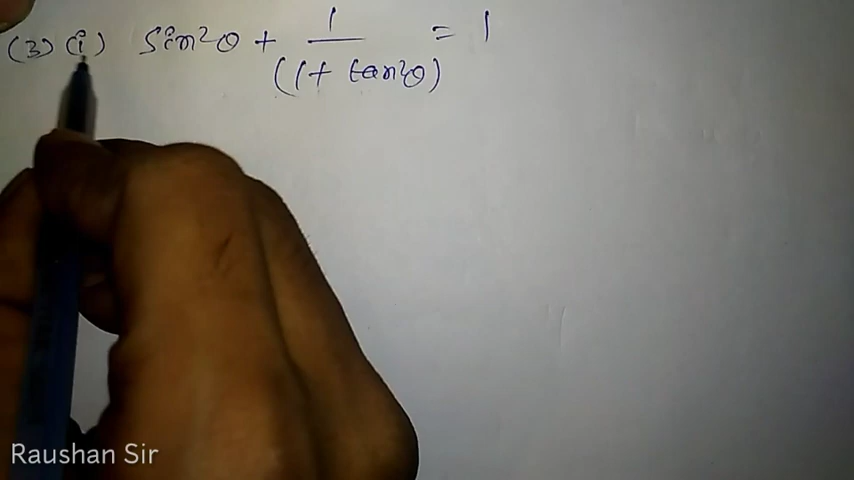 (3) (i) sin²θ + 1/(1 + tan²θ) = 1
Raushan Sir